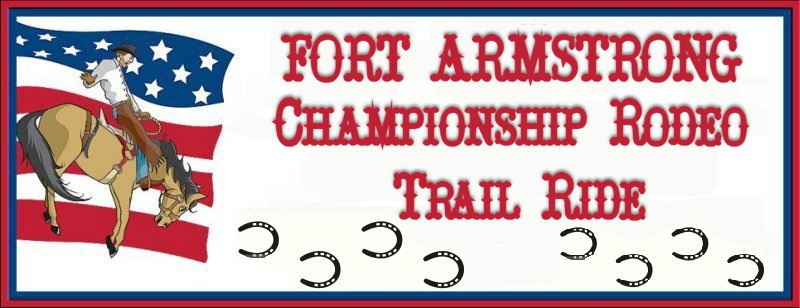 FORT ARMSTRONG
CHAMPIONSHIP RODEO
TRAIL RIDE